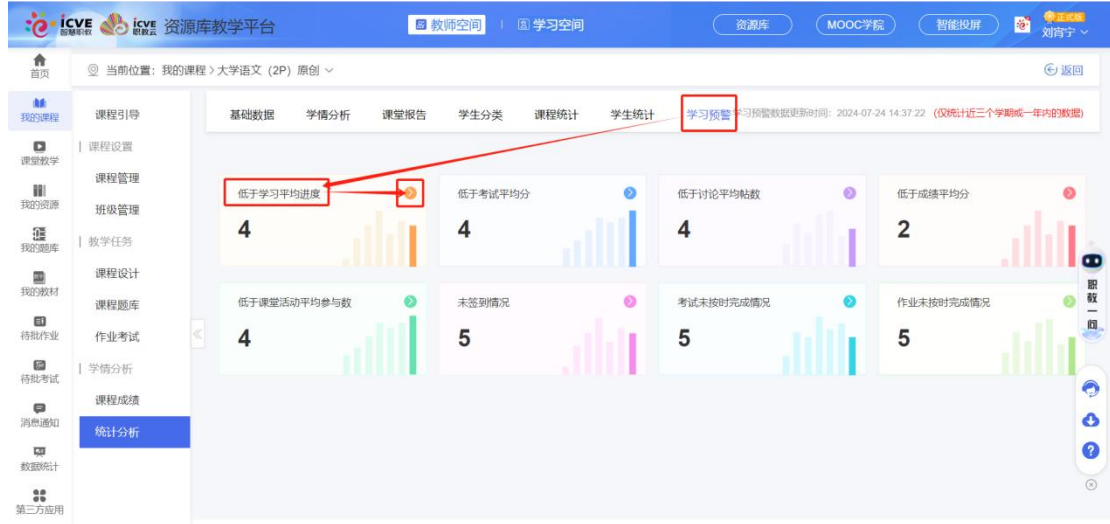 icve 智慧职教 icve 职教云 资源库教学平台 教师空间 学习空间 资源库 MOOC学院 智能投屏 正式版 刘宵宁
首页
当前位置：我的课程 > 大学语文（2P）原创
返回
我的课程
课堂教学
我的资源
我的题库
我的教材
待批作业
待批考试
消息通知
数据统计
第三方应用
课程引导
课程设置
课程管理
班级管理
教学任务
课程设计
课程题库
作业考试
学情分析
课程成绩
统计分析
基础数据 学情分析 课堂报告 学生分类 课程统计 学生统计 学习预警 学习预警数据更新时间：2024-07-24 14:37:22 (仅统计近三个学期或一年内的数据)
低于学习平均进度
4
低于考试平均分
4
低于讨论平均帖数
4
低于成绩平均分
2
低于课堂活动平均参与数
4
未签到情况
5
考试未按时完成情况
5
作业未按时完成情况
5
职教一问